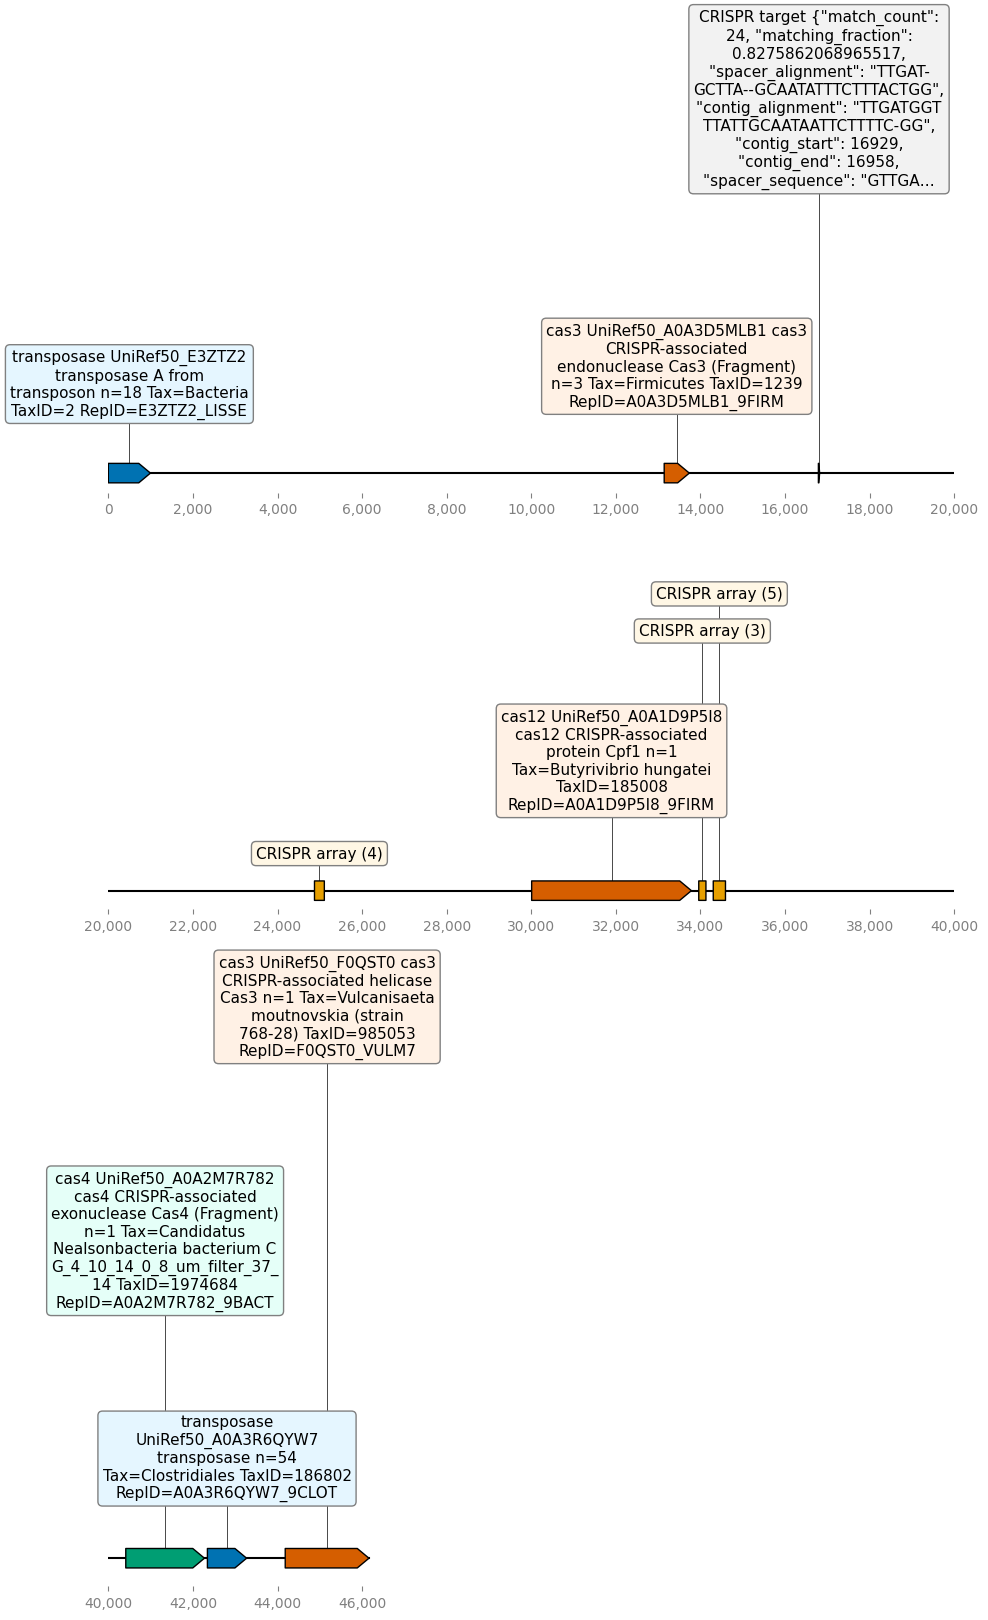 CRISPR target {"match_count":
24, "matching_fraction":
0.8275862068965517,
"spacer_alignment": "TTGAT-
GCTTA--GCAATATTTCTTTACTGG",
"contig_alignment": "TTGATGGT
TTATTGCAATAATTCTTTTC-GG",
"contig_start": 16929,
"contig_end": 16958,
"spacer_sequence": "GTTGA...
cas3 UniRef50_A0A3D5MLB1 cas3
CRISPR-associated
endonuclease Cas3 (Fragment)
n=3 Tax=Firmicutes TaxID=1239
RepID=A0A3D5MLB1_9FIRM
transposase UniRef50_E3ZTZ2
transposase A from
transposon n=18 Tax=Bacteria
TaxID=2 RepID=E3ZTZ2_LISSE
0 2,000 4,000 6,000 8,000 10,000 12,000 14,000 16,000 18,000 20,000
CRISPR array (5)
CRISPR array (3)
cas12 UniRef50_A0A1D9P5I8
cas12 CRISPR-associated
protein Cpf1 n=1
Tax=Butyrivibrio hungatei
TaxID=185008
RepID=A0A1D9P5I8_9FIRM
CRISPR array (4)
20,000 22,000 24,000 26,000 28,000 30,000 32,000 34,000 36,000 38,000 40,000
cas3 UniRef50_F0QST0 cas3
CRISPR-associated helicase
Cas3 n=1 Tax=Vulcanisaeta
moutnovskia (strain
768-28) TaxID=985053
RepID=F0QST0_VULM7
cas4 UniRef50_A0A2M7R782
cas4 CRISPR-associated
exonuclease Cas4 (Fragment)
n=1 Tax=Candidatus
Nealsonbacteria bacterium C
G_4_10_14_0_8_um_filter_37_
14 TaxID=1974684
RepID=A0A2M7R782_9BACT
transposase
UniRef50_A0A3R6QYW7
transposase n=54
Tax=Clostridiales TaxID=186802
RepID=A0A3R6QYW7_9CLOT
40,000 42,000 44,000 46,000